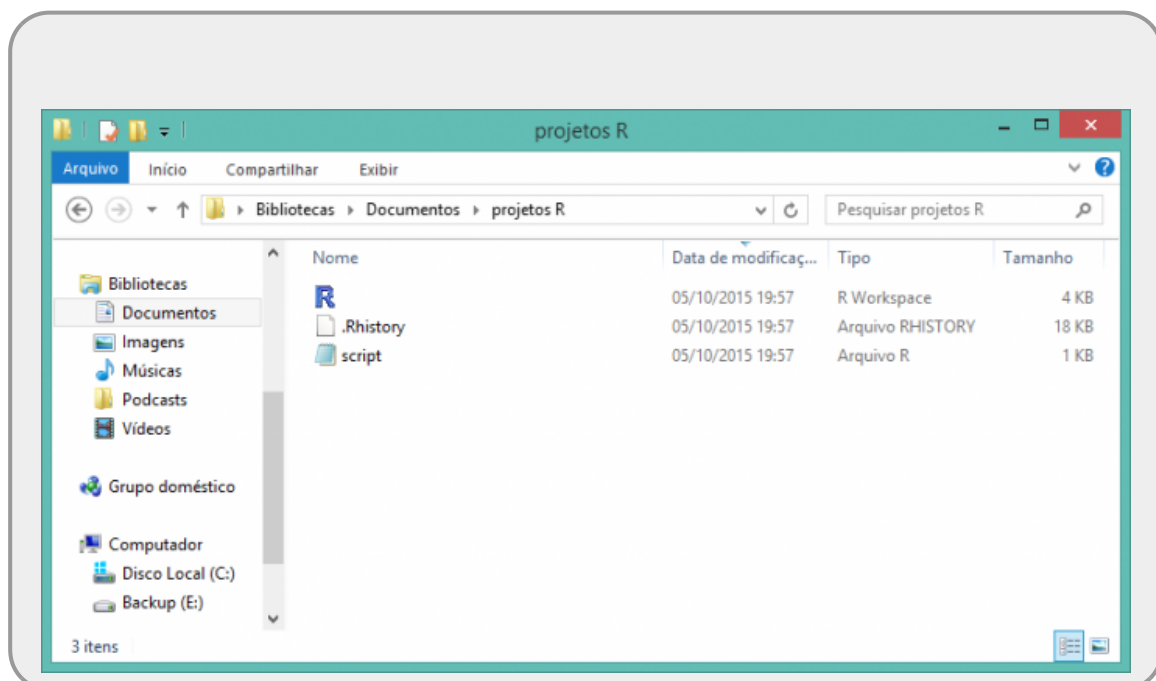 projetos R
Arquivo Início Compartilhar Exibir
Bibliotecas Documentos projetos R Pesquisar projetos R
Nome Data de modificaç... Tipo Tamanho
R 05/10/2015 19:57 R Workspace 4 KB
.Rhistory 05/10/2015 19:57 Arquivo RHISTORY 18 KB
script 05/10/2015 19:57 Arquivo R 1 KB
Bibliotecas
Documentos
Imagens
Músicas
Podcasts
Vídeos
Grupo doméstico
Computador
Disco Local (C:)
Backup (E:)
3 itens